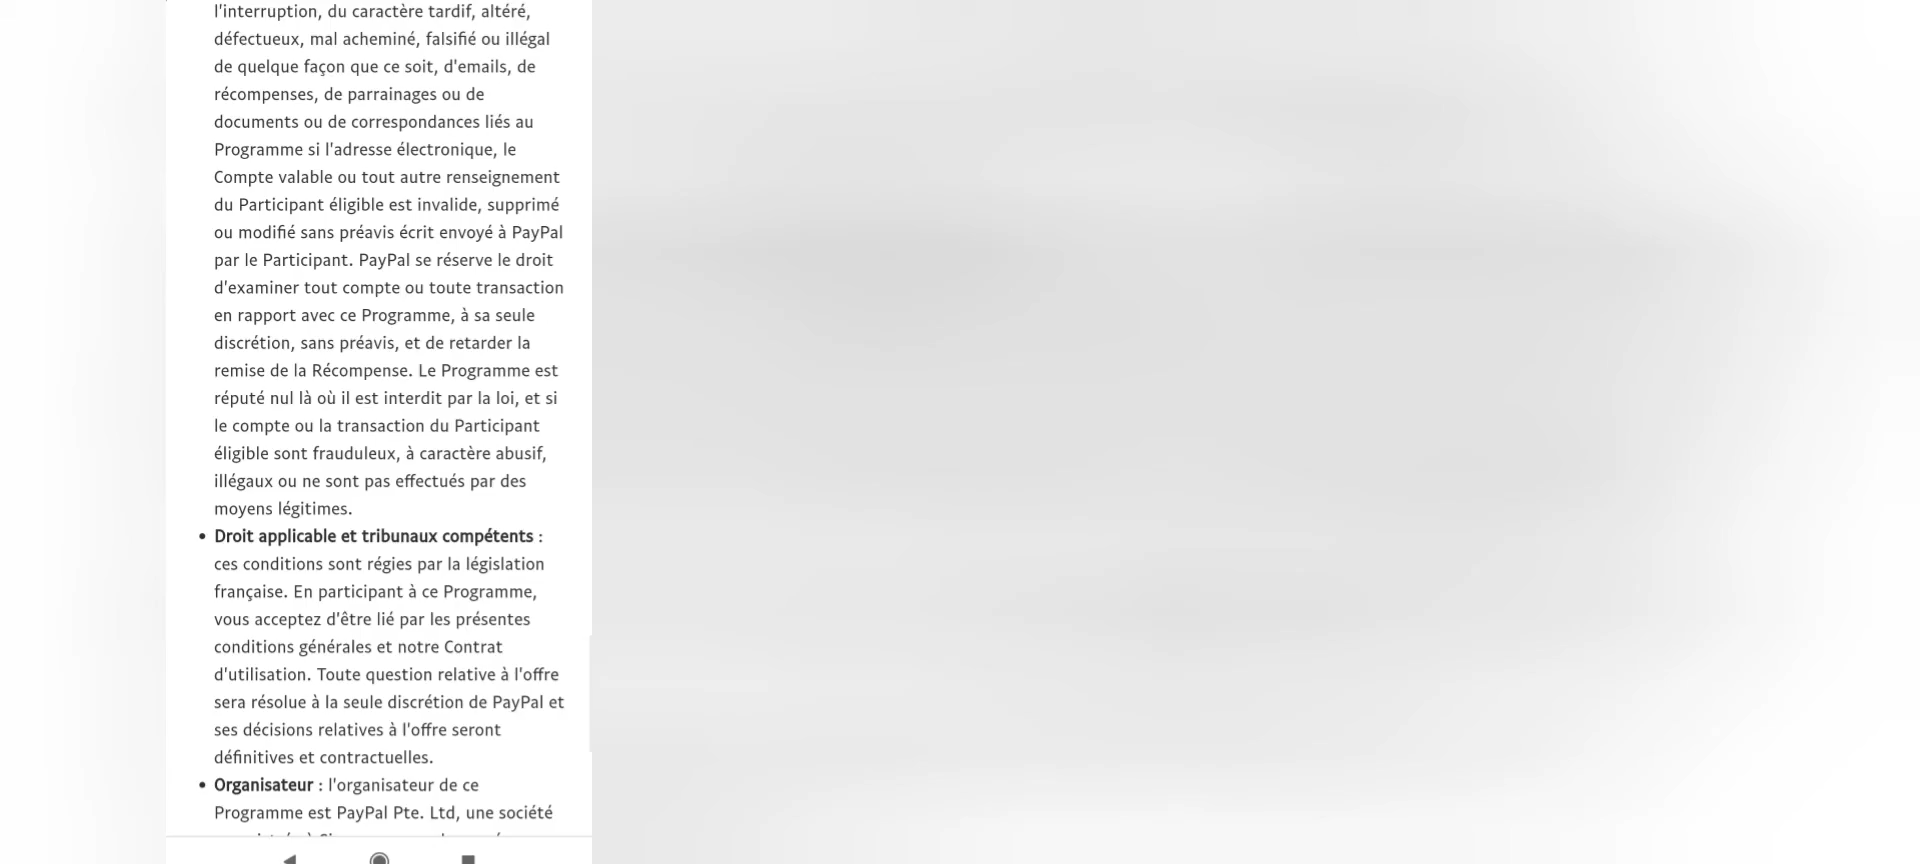 l'interruption, du caractère tardif, altéré,
défectueux, mal acheminé, falsifié ou illégal
de quelque façon que ce soit, d'emails, de
récompenses, de parrainages ou de
documents ou de correspondances liés au
Programme si l'adresse électronique, le
Compte valable ou tout autre renseignement
du Participant éligible est invalide, supprimé
ou modifié sans préavis écrit envoyé à PayPal
par le Participant. PayPal se réserve le droit
d'examiner tout compte ou toute transaction
en rapport avec ce Programme, à sa seule
discrétion, sans préavis, et de retarder la
remise de la Récompense. Le Programme est
réputé nul là où il est interdit par la loi, et si
le compte ou la transaction du Participant
éligible sont frauduleux, à caractère abusif,
illégaux ou ne sont pas effectués par des
moyens légitimes.
• Droit applicable et tribunaux compétents :
ces conditions sont régies par la législation
française. En participant à ce Programme,
vous acceptez d'être lié par les présentes
conditions générales et notre Contrat
d'utilisation. Toute question relative à l'offre
sera résolue à la seule discrétion de PayPal et
ses décisions relatives à l'offre seront
définitives et contractuelles.
• Organisateur : l'organisateur de ce
Programme est PayPal Pte. Ltd, une société